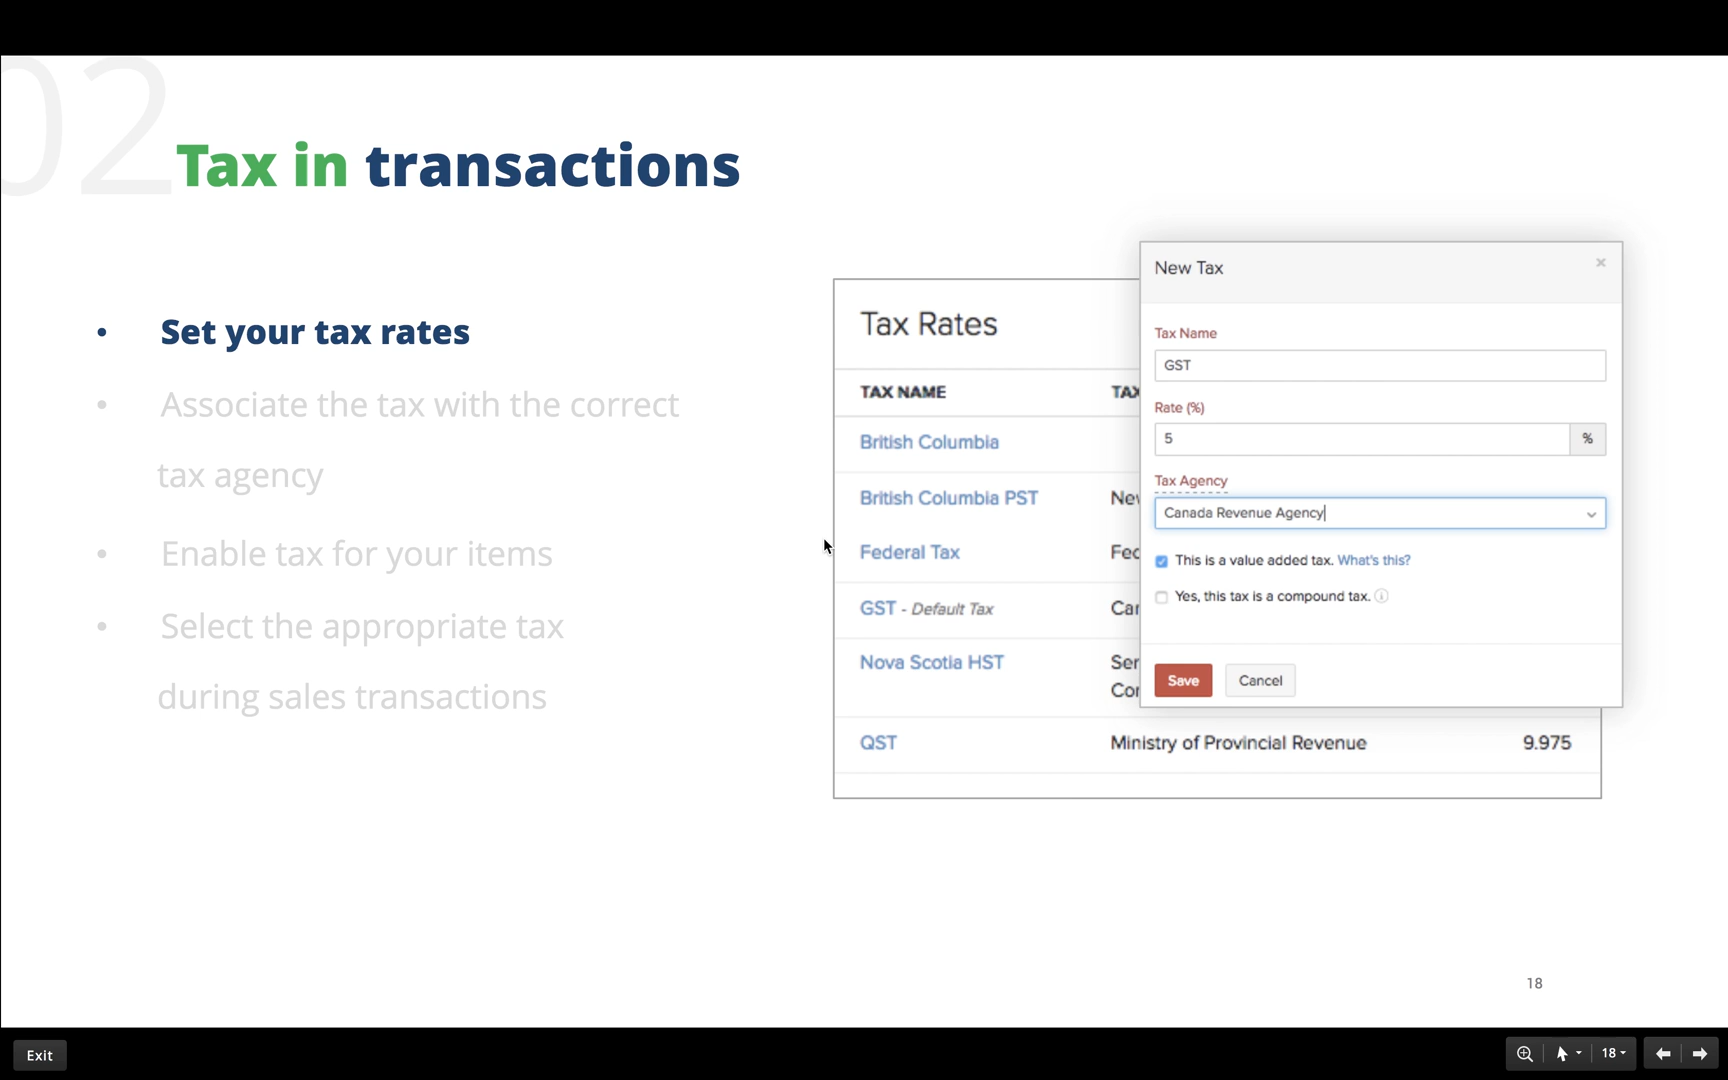 02
Tax in transactions
• Set your tax rates
• Associate the tax with the correct
tax agency
• Enable tax for your items
• Select the appropriate tax
during sales transactions
Tax Rates
TAX NAME TAX
British Columbia
British Columbia PST
Federal Tax
GST - Default Tax
Nova Scotia HST
QST Ministry of Provincial Revenue 9.975
New Tax ×
Tax Name
GST
Rate (%)
5 %
Tax Agency
Canada Revenue Agency
This is a value added tax. What's this?
Yes, this tax is a compound tax.
Save Cancel
18
Exit
18